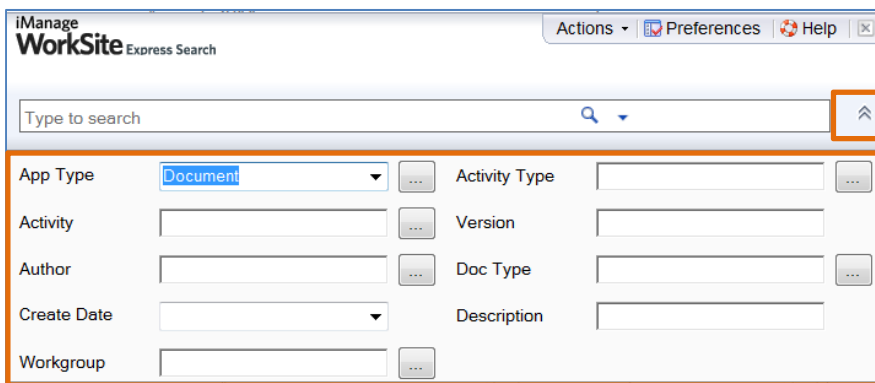 iManage
WorkSite Express Search
Actions Preferences Help
Type to search
App Type Document ... Activity Type ...
Activity ... Version
Author ... Doc Type ...
Create Date Description
Workgroup ...